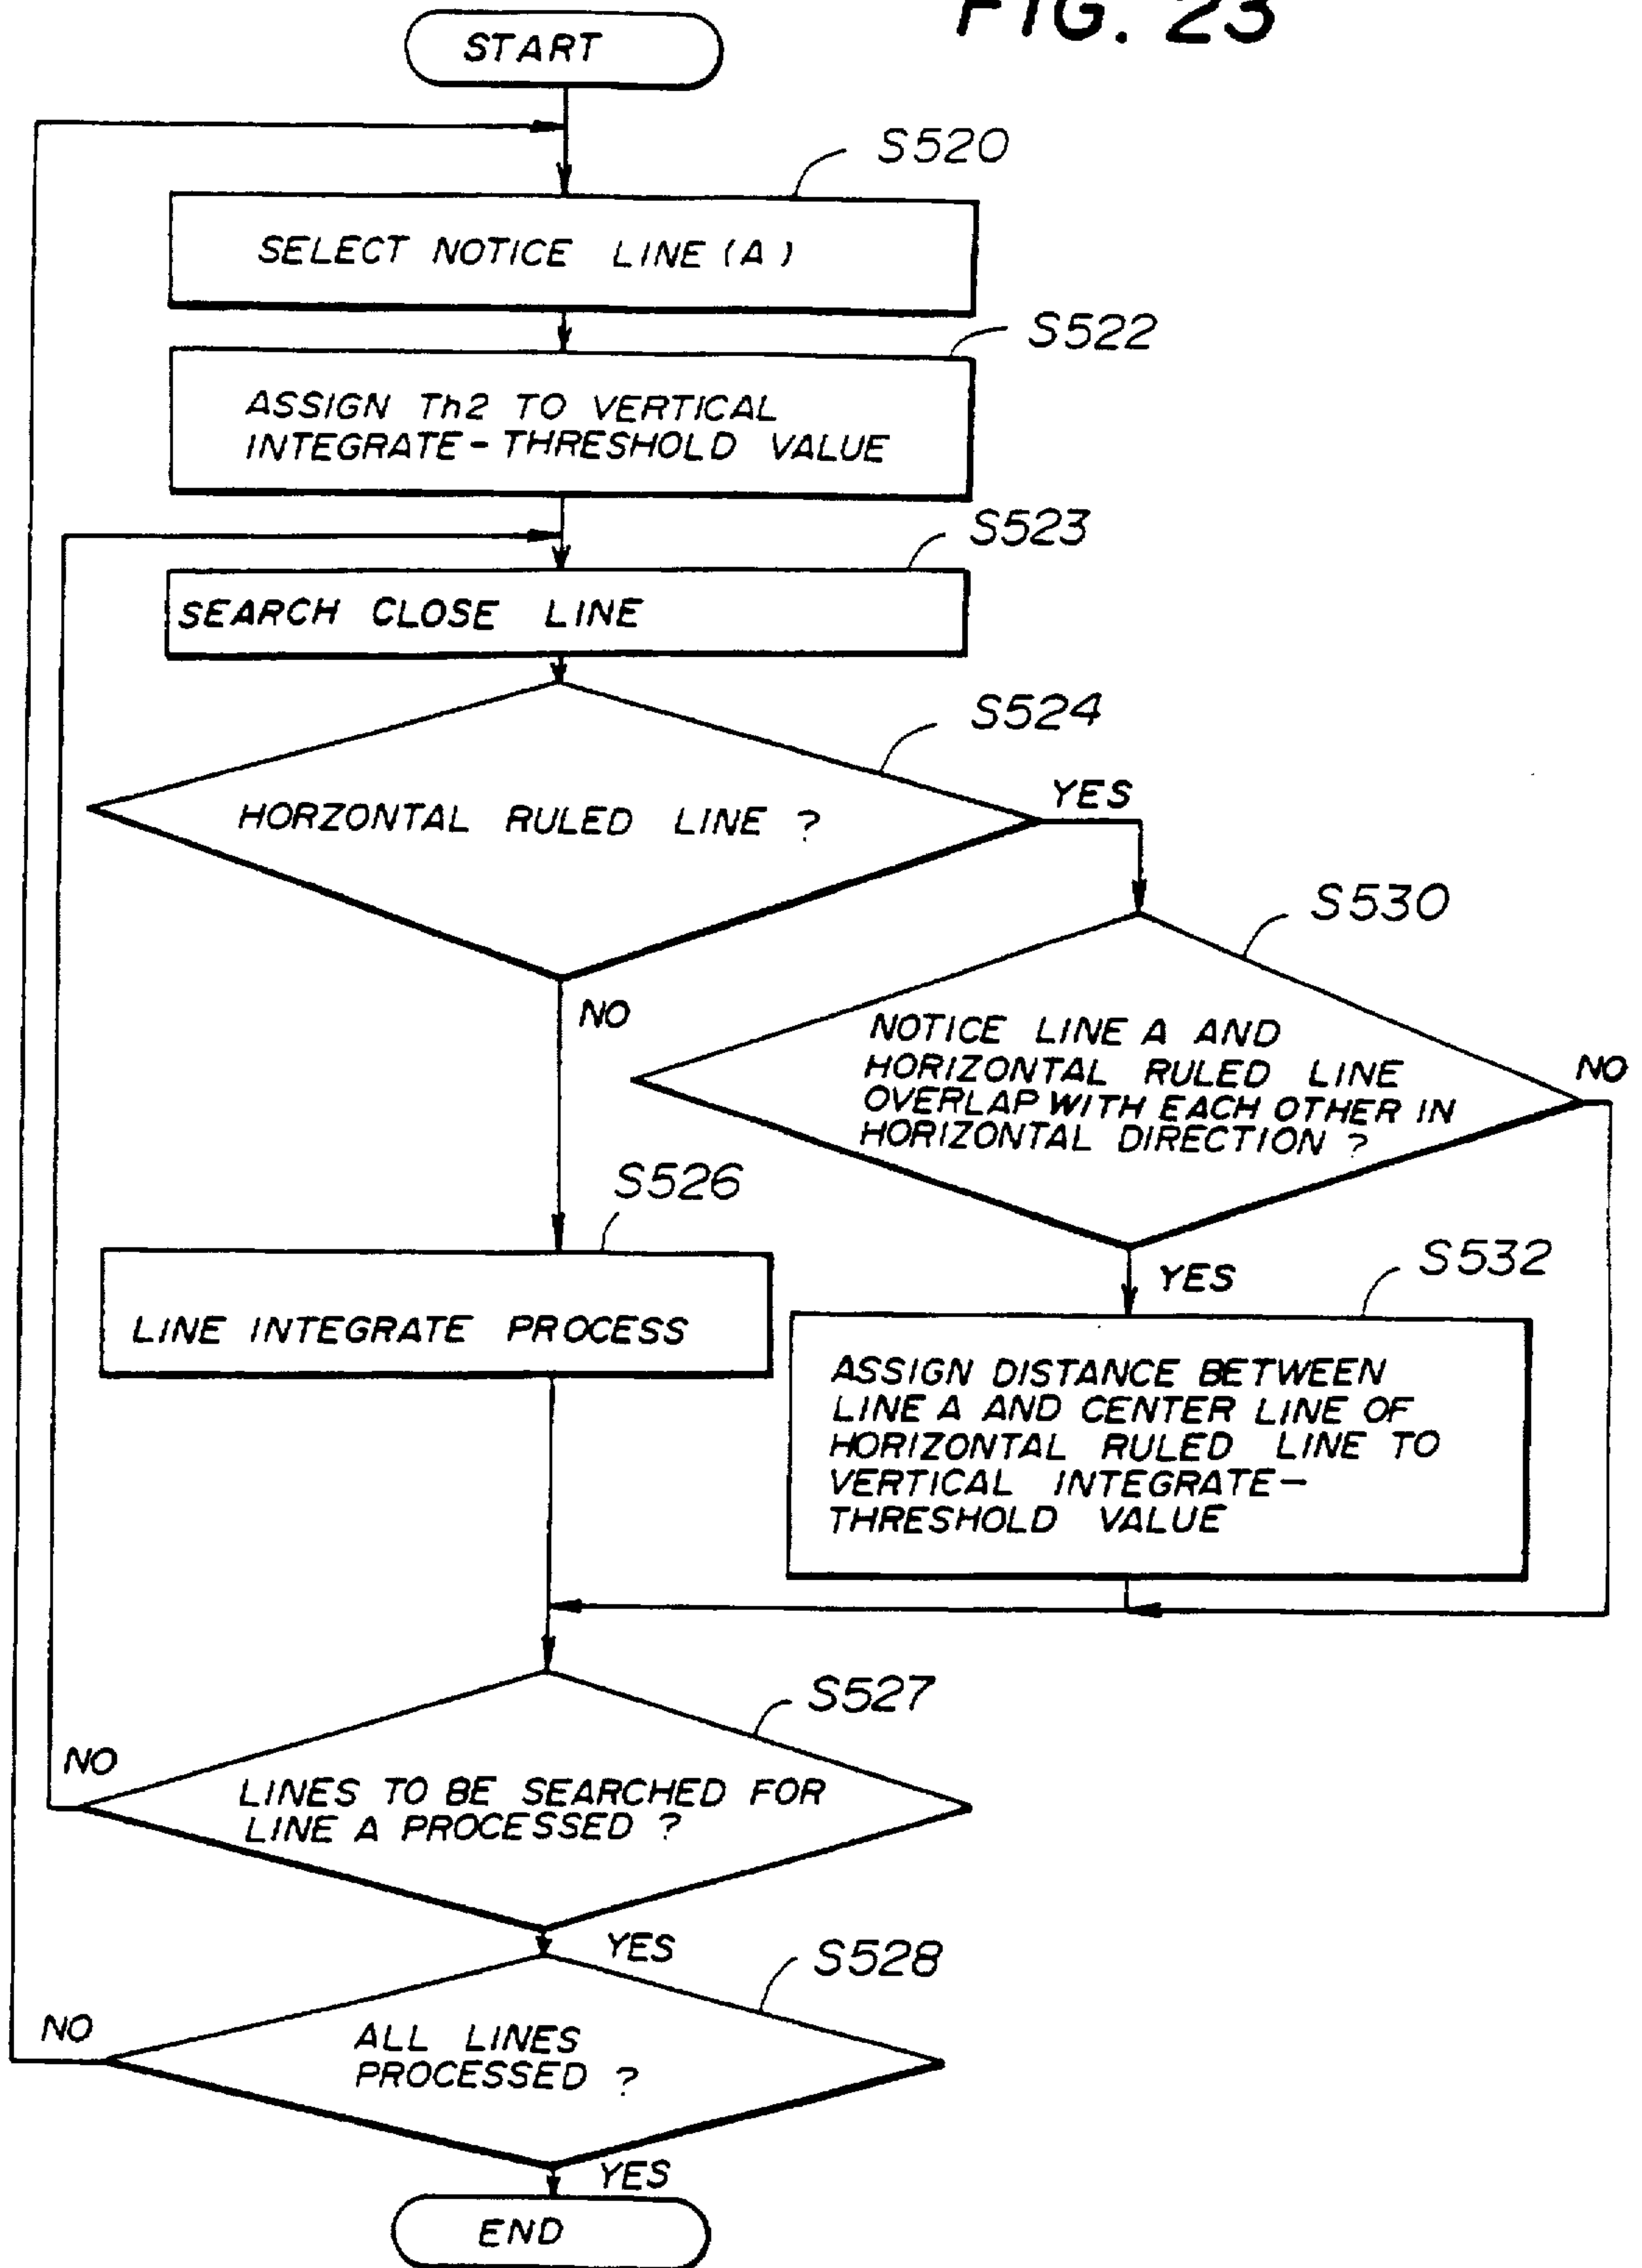 FIG. 23
START
S520
SELECT NOTICE LINE (A)
S522
ASSIGN Th2 TO VERTICAL
INTEGRATE-THRESHOLD VALUE
S523
SEARCH CLOSE LINE
S524
HORZONTAL RULED LINE ?
YES
S530
NO
NOTICE LINE A AND
HORIZONTAL RULED LINE
OVERLAP WITH EACH OTHER IN
HORIZONTAL DIRECTION ?
NO
S526
YES
S532
LINE INTEGRATE PROCESS
ASSIGN DISTANCE BETWEEN
LINE A AND CENTER LINE OF
HORIZONTAL RULED LINE TO
VERTICAL INTEGRATE-
THRESHOLD VALUE
S527
NO
LINES TO BE SEARCHED FOR
LINE A PROCESSED ?
YES
S528
NO
ALL LINES
PROCESSED ?
YES
END